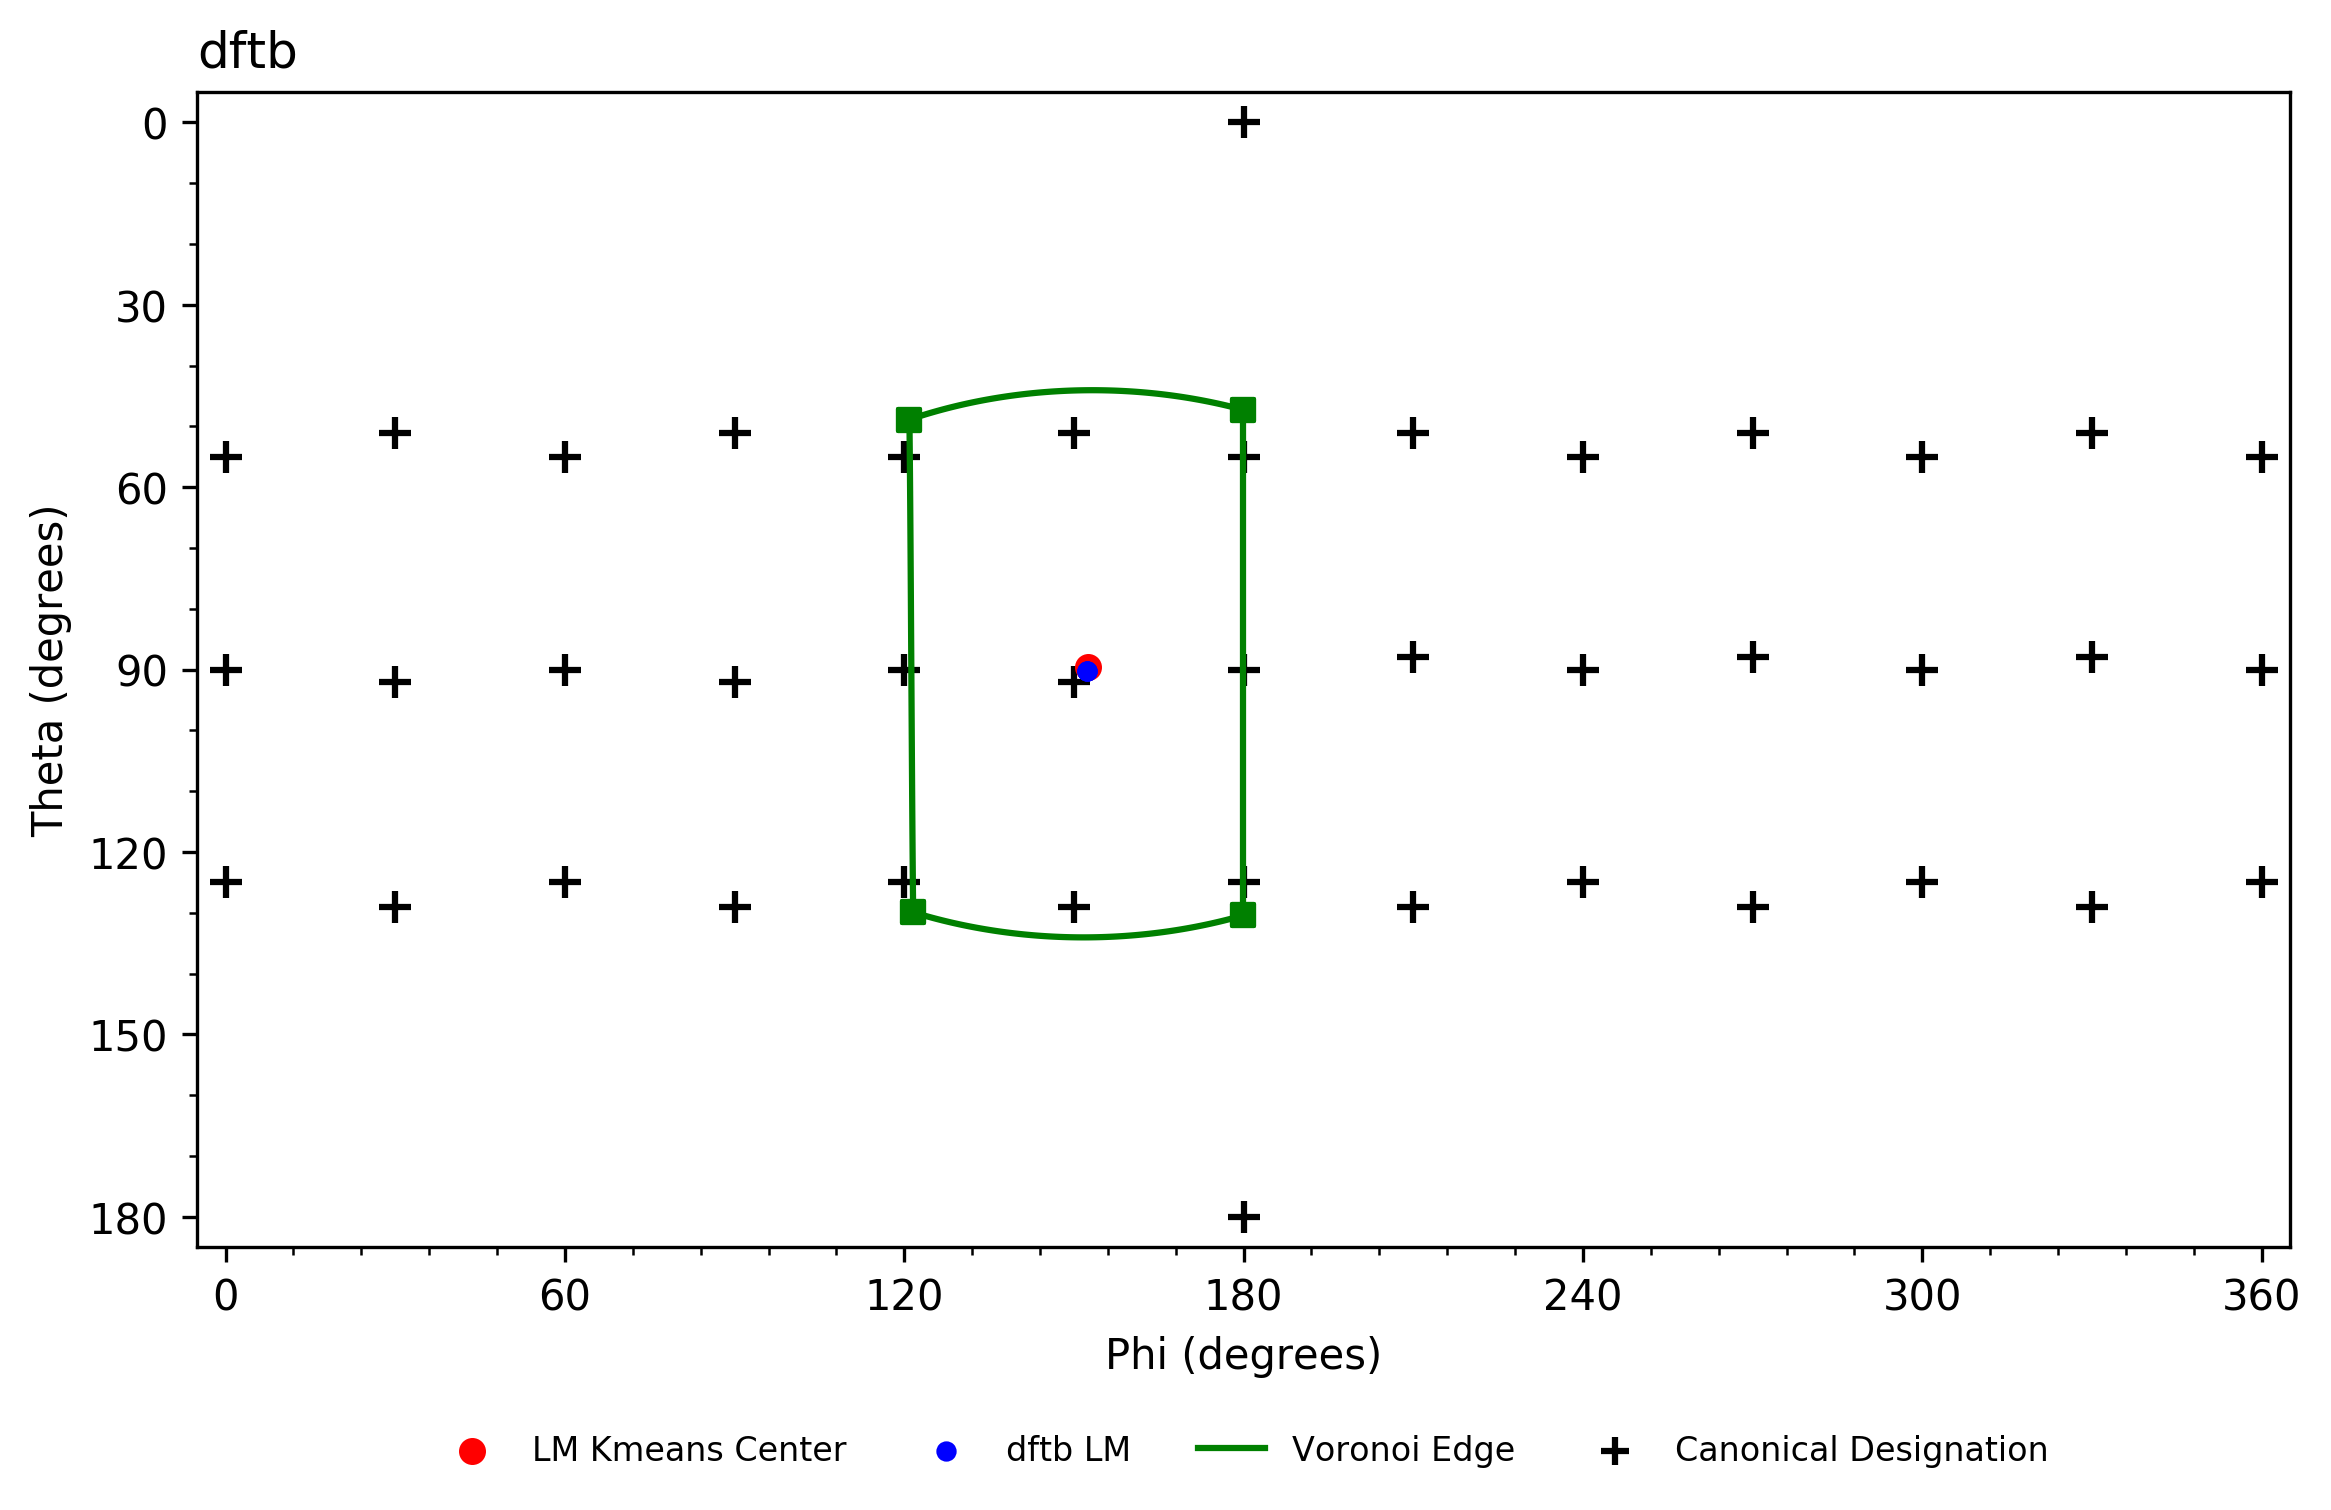 dftb
0
30
60
90
120
150
180
Theta (degrees)
0 60 120 180 240 300 360
Phi (degrees)
LM Kmeans Center dftb LM Voronoi Edge Canonical Designation